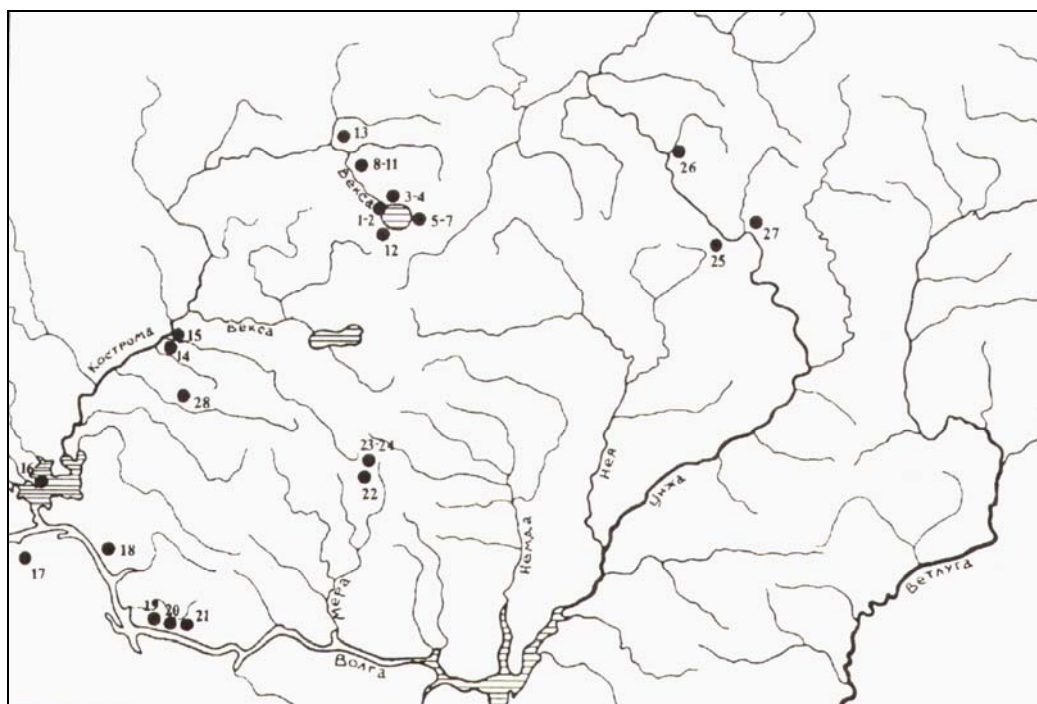 13
8-11
Векса
3-4
1-2
5-7
12
26
27
25
Кострома
15
Векса
14
28
23-24
22
16
Нея
Унжа
Немда
18
17
Ветлуга
Мера
19
20
21
Волга